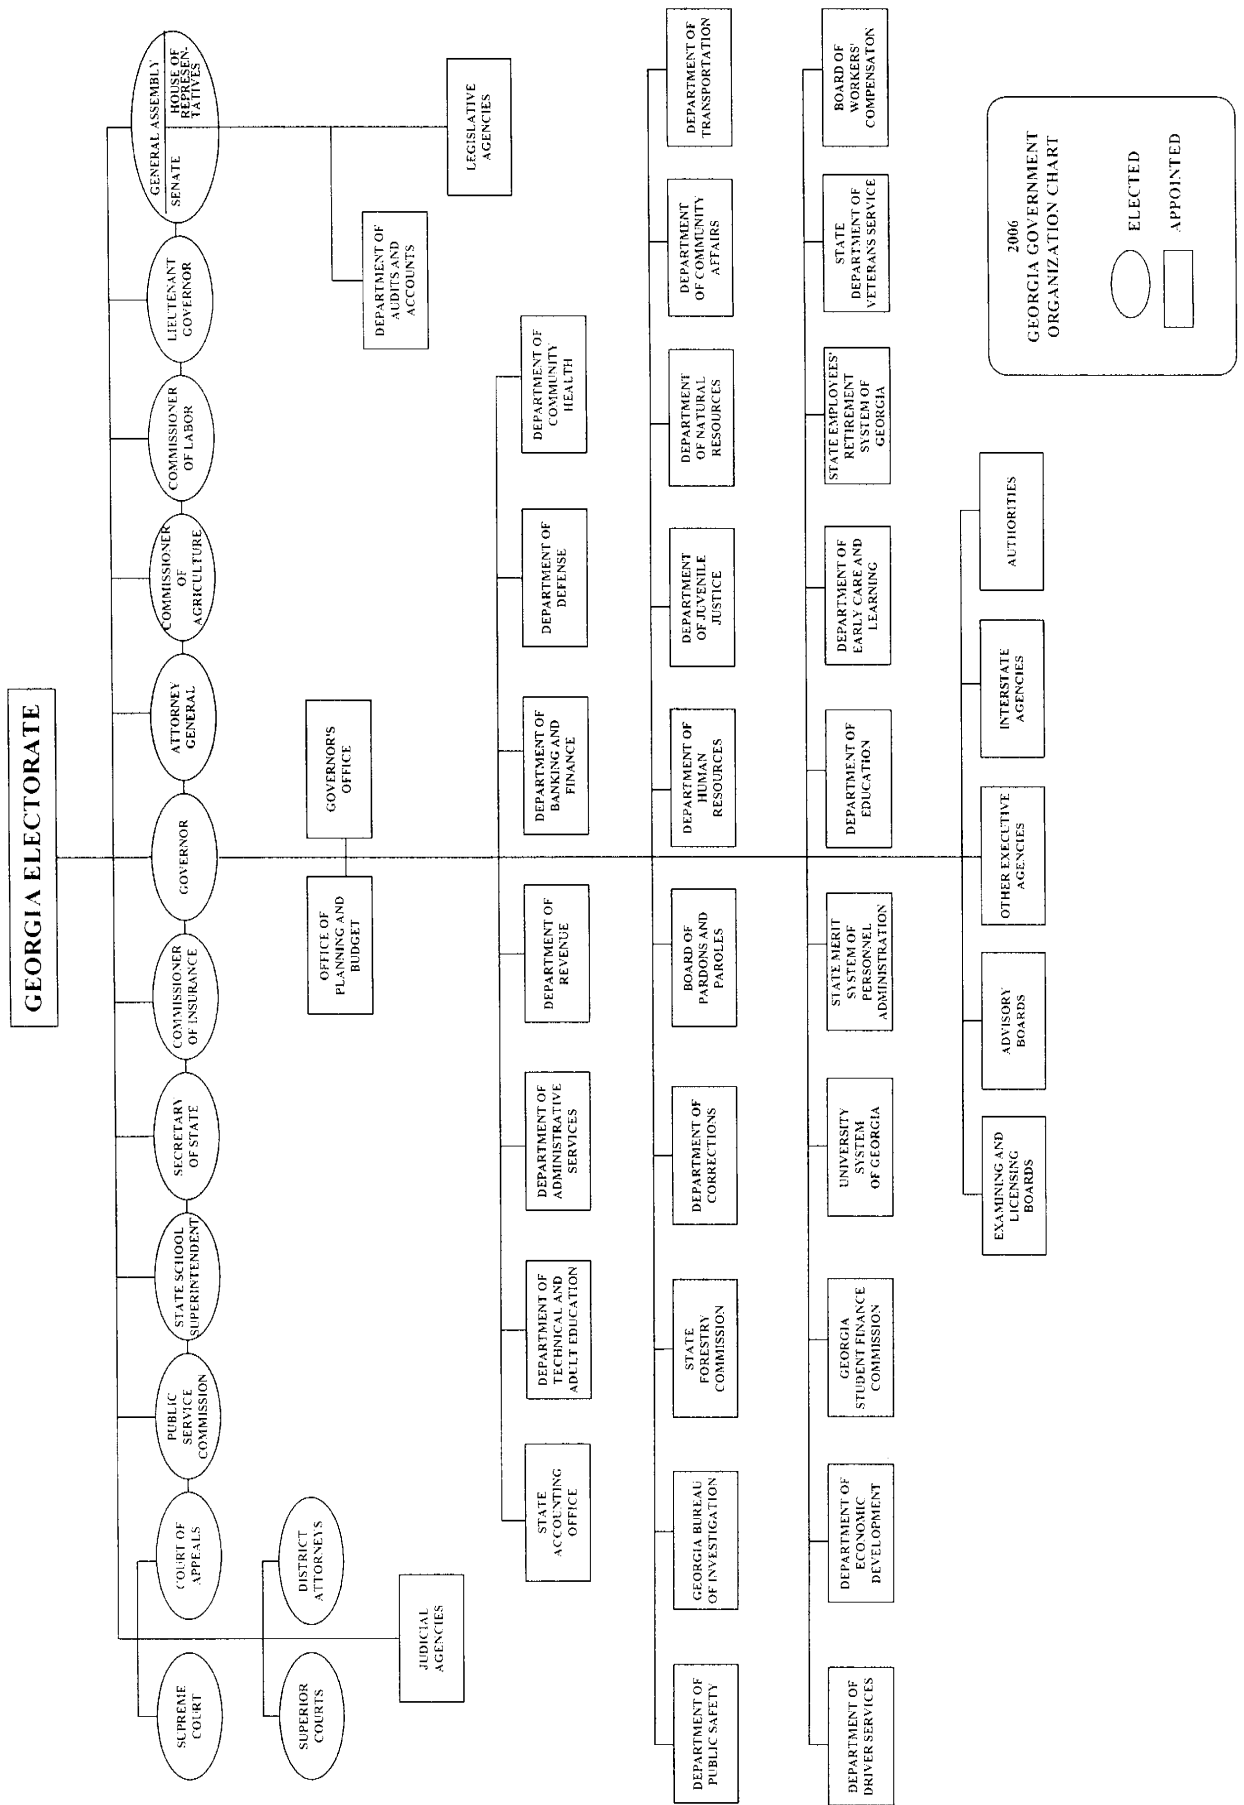 GEORGIA ELECTORATE
SUPREME
COURT
COURT OF
APPEALS
PUBLIC
SERVICE
COMMISSION
STATE SCHOOL
SUPERINTENDENT
SECRETARY
OF STATE
COMMISSIONER
OF INSURANCE
GOVERNOR
ATTORNEY
GENERAL
COMMISSIONER
OF
AGRICULTURE
COMMISSIONER
OF LABOR
LIEUTENANT
GOVERNOR
GENERAL ASSEMBLY
SENATE
HOUSE OF
REPRESEN-
TATIVES
SUPERIOR
COURTS
DISTRICT
ATTORNEYS
JUDICIAL
AGENCIES
OFFICE OF
PLANNING AND
BUDGET
GOVERNOR'S
OFFICE
DEPARTMENT OF
AUDITS AND
ACCOUNTS
LEGISLATIVE
AGENCIES
STATE
ACCOUNTING
OFFICE
DEPARTMENT OF
TECHNICAL AND
ADULT EDUCATION
DEPARTMENT OF
ADMINISTRATIVE
SERVICES
DEPARTMENT OF
REVENUE
DEPARTMENT OF
BANKING AND
FINANCE
DEPARTMENT OF
DEFENSE
DEPARTMENT OF
COMMUNITY
HEALTH
DEPARTMENT OF
PUBLIC SAFETY
GEORGIA BUREAU
OF INVESTIGATION
STATE
FORESTRY
COMMISSION
DEPARTMENT OF
CORRECTIONS
BOARD OF
PARDONS AND
PAROLES
DEPARTMENT OF
HUMAN
RESOURCES
DEPARTMENT
OF JUVENILE
JUSTICE
DEPARTMENT
OF NATURAL
RESOURCES
DEPARTMENT
OF COMMUNITY
AFFAIRS
DEPARTMENT OF
TRANSPORTATION
DEPARTMENT OF
DRIVER SERVICES
DEPARTMENT OF
ECONOMIC
DEVELOPMENT
GEORGIA
STUDENT FINANCE
COMMISSION
UNIVERSITY
SYSTEM
OF GEORGIA
STATE MERIT
SYSTEM OF
PERSONNEL
ADMINISTRATION
DEPARTMENT OF
EDUCATION
DEPARTMENT OF
EARLY CARE AND
LEARNING
STATE EMPLOYEES'
RETIREMENT
SYSTEM OF
GEORGIA
STATE
DEPARTMENT OF
VETERANS SERVICE
BOARD OF
WORKERS'
COMPENSATON
EXAMINING AND
LICENSING
BOARDS
ADVISORY
BOARDS
OTHER EXECUTIVE
AGENCIES
INTERSTATE
AGENCIES
AUTHORITIES
2006
GEORGIA GOVERNMENT
ORGANIZATION CHART
ELECTED
APPOINTED